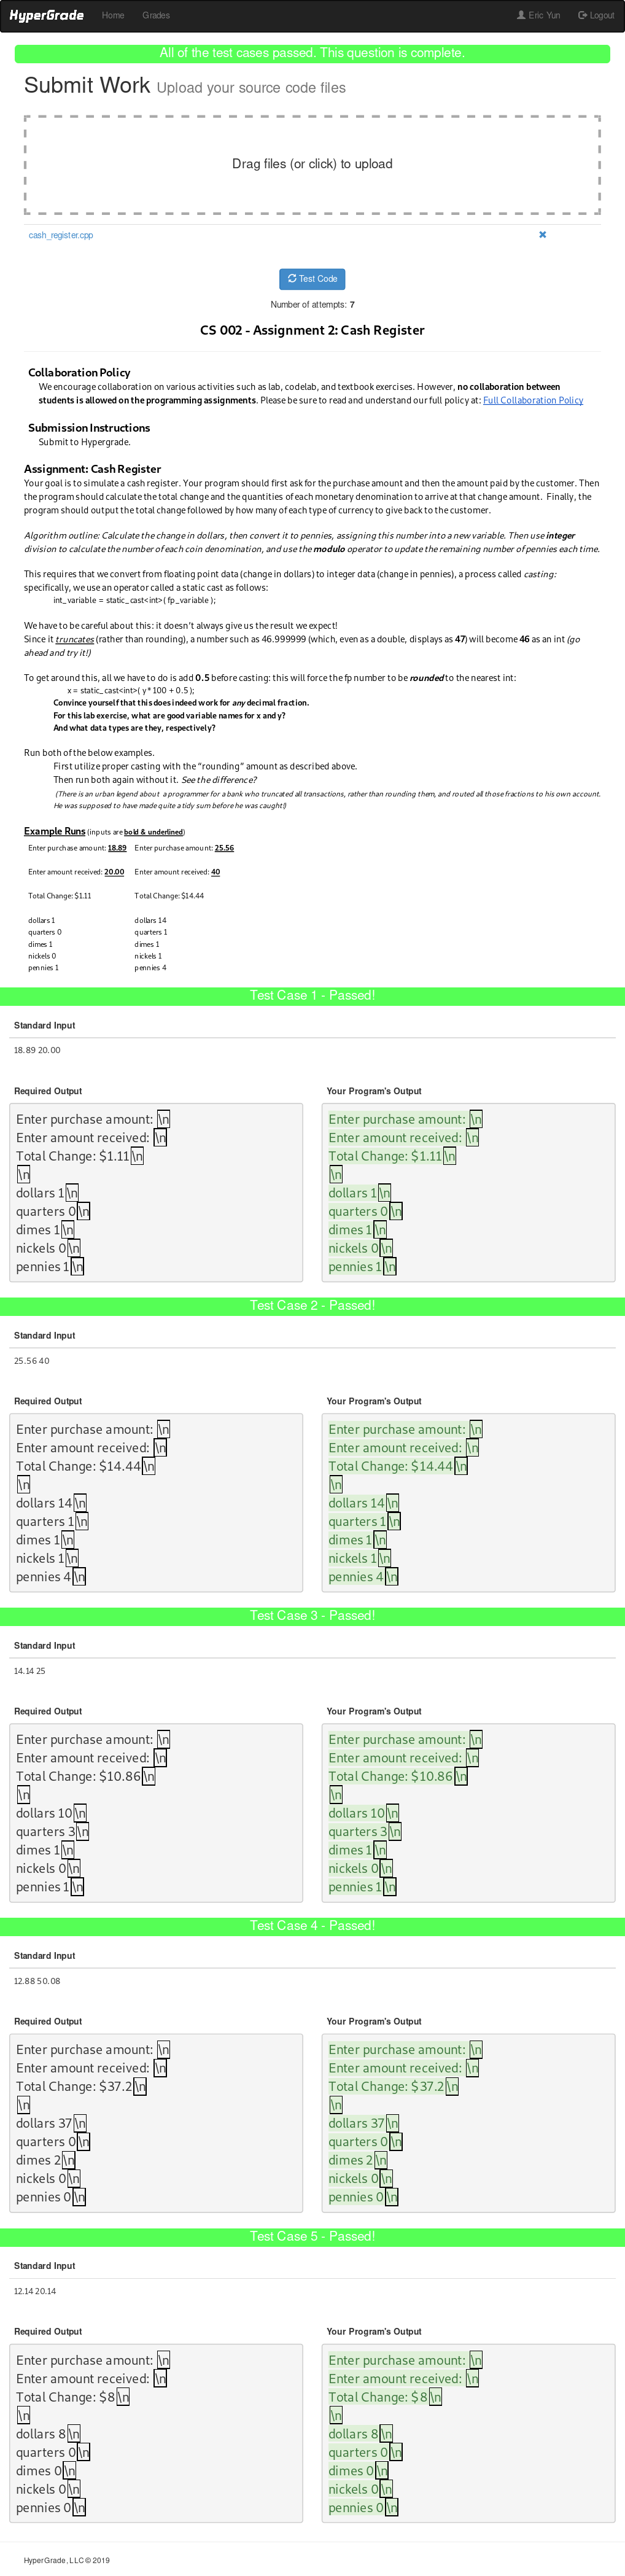 HyperGrade Home Grades Eric Yun Logout
All of the test cases passed. This question is complete.
Submit Work Upload your source code files
Drag files (or click) to upload
cash_register.cpp
Test Code
Number of attempts: 7
CS 002 - Assignment 2: Cash Register
Collaboration Policy
We encourage collaboration on various activities such as lab, codelab, and textbook exercises. However, no collaboration between
students is allowed on the programming assignments. Please be sure to read and understand our full policy at: Full Collaboration Policy
Submission Instructions
Submit to Hypergrade.
Assignment: Cash Register
Your goal is to simulate a cash register. Your program should first ask for the purchase amount and then the amount paid by the customer. Then
the program should calculate the total change and the quantities of each monetary denomination to arrive at that change amount. Finally, the
program should output the total change followed by how many of each type of currency to give back to the customer.
Algorithm outline: Calculate the change in dollars, then convert it to pennies, assigning this number into a new variable. Then use integer
division to calculate the number of each coin denomination, and use the modulo operator to update the remaining number of pennies each time.
This requires that we convert from floating point data (change in dollars) to integer data (change in pennies), a process called casting:
specifically, we use an operator called a static cast as follows:
int_variable = static_cast<int>( fp_variable );
We have to be careful about this: it doesn't always give us the result we expect!
Since it truncates (rather than rounding), a number such as 46.999999 (which, even as a double, displays as 47) will become 46 as an int (go
ahead and try it!)
To get around this, all we have to do is add 0.5 before casting: this will force the fp number to be rounded to the nearest int:
x = static_cast<int>( y * 100 + 0.5 );
Convince yourself that this does indeed work for any decimal fraction.
For this lab exercise, what are good variable names for x and y?
And what data types are they, respectively?
Run both of the below examples.
First utilize proper casting with the “rounding” amount as described above.
Then run both again without it. See the difference?
(There is an urban legend about a programmer for a bank who truncated all transactions, rather than rounding them, and routed all those fractions to his own account.
He was supposed to have made quite a tidy sum before he was caught!)
Example Runs (inputs are bold & underlined)
Enter purchase amount: 18.89 Enter purchase amount: 25.56
Enter amount received: 20.00 Enter amount received: 40
Total Change: $1.11 Total Change: $14.44
dollars 1 dollars 14
quarters 0 quarters 1
dimes 1 dimes 1
nickels 0 nickels 1
pennies 1 pennies 4
Test Case 1 - Passed!
Standard Input
18.89 20.00
Required Output Your Program's Output
Enter purchase amount: \n Enter purchase amount: \n
Enter amount received: \n Enter amount received: \n
Total Change: $1.11\n Total Change: $1.11\n
\n \n
dollars 1\n dollars 1\n
quarters 0\n quarters 0\n
dimes 1\n dimes 1\n
nickels 0\n nickels 0\n
pennies 1\n pennies 1\n
Test Case 2 - Passed!
Standard Input
25.56 40
Required Output Your Program's Output
Enter purchase amount: \n Enter purchase amount: \n
Enter amount received: \n Enter amount received: \n
Total Change: $14.44\n Total Change: $14.44\n
\n \n
dollars 14\n dollars 14\n
quarters 1\n quarters 1\n
dimes 1\n dimes 1\n
nickels 1\n nickels 1\n
pennies 4\n pennies 4\n
Test Case 3 - Passed!
Standard Input
14.14 25
Required Output Your Program's Output
Enter purchase amount: \n Enter purchase amount: \n
Enter amount received: \n Enter amount received: \n
Total Change: $10.86\n Total Change: $10.86\n
\n \n
dollars 10\n dollars 10\n
quarters 3\n quarters 3\n
dimes 1\n dimes 1\n
nickels 0\n nickels 0\n
pennies 1\n pennies 1\n
Test Case 4 - Passed!
Standard Input
12.88 50.08
Required Output Your Program's Output
Enter purchase amount: \n Enter purchase amount: \n
Enter amount received: \n Enter amount received: \n
Total Change: $37.2\n Total Change: $37.2\n
\n \n
dollars 37\n dollars 37\n
quarters 0\n quarters 0\n
dimes 2\n dimes 2\n
nickels 0\n nickels 0\n
pennies 0\n pennies 0\n
Test Case 5 - Passed!
Standard Input
12.14 20.14
Required Output Your Program's Output
Enter purchase amount: \n Enter purchase amount: \n
Enter amount received: \n Enter amount received: \n
Total Change: $8\n Total Change: $8\n
\n \n
dollars 8\n dollars 8\n
quarters 0\n quarters 0\n
dimes 0\n dimes 0\n
nickels 0\n nickels 0\n
pennies 0\n pennies 0\n
HyperGrade, LLC © 2019